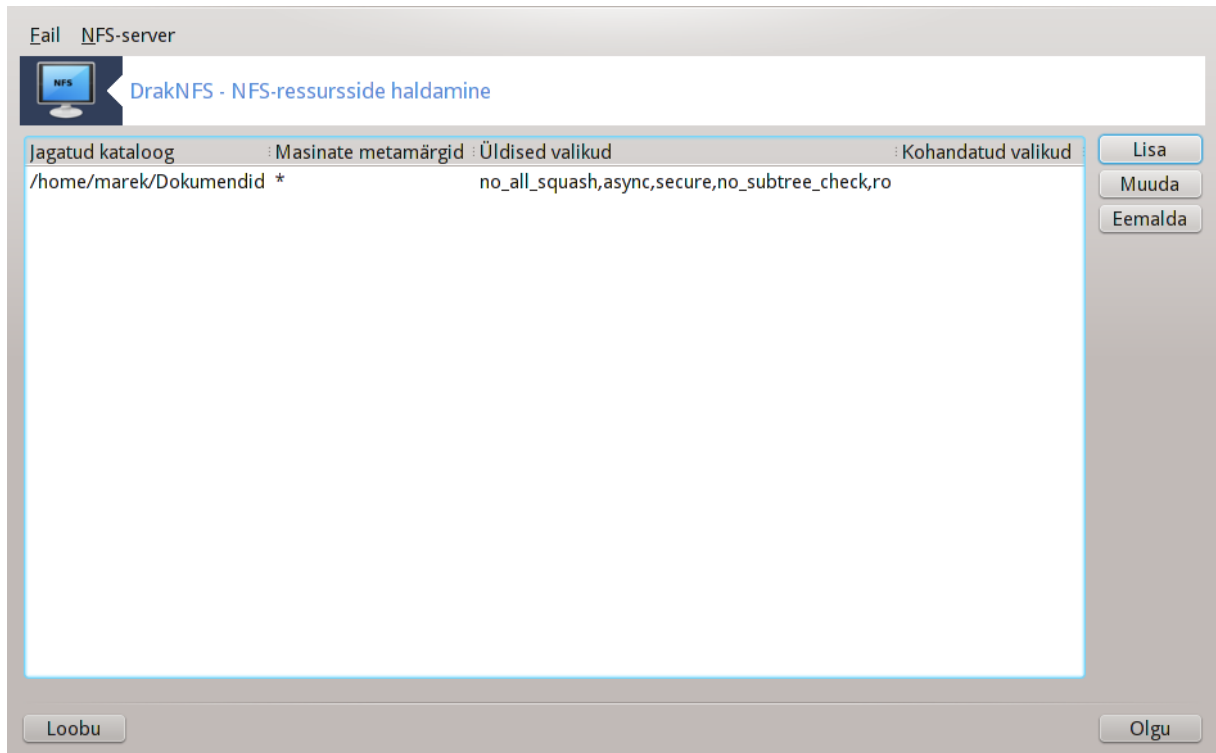 Fail NFS-server
NFS
DrakNFS - NFS-ressursside haldamine
Jagatud kataloog Masinate metamärgid Üldised valikud Kohandatud valikud
/home/marek/Dokumendid * no_all_squash,async,secure,no_subtree_check,ro
Lisa
Muuda
Eemalda
Loobu Olgu